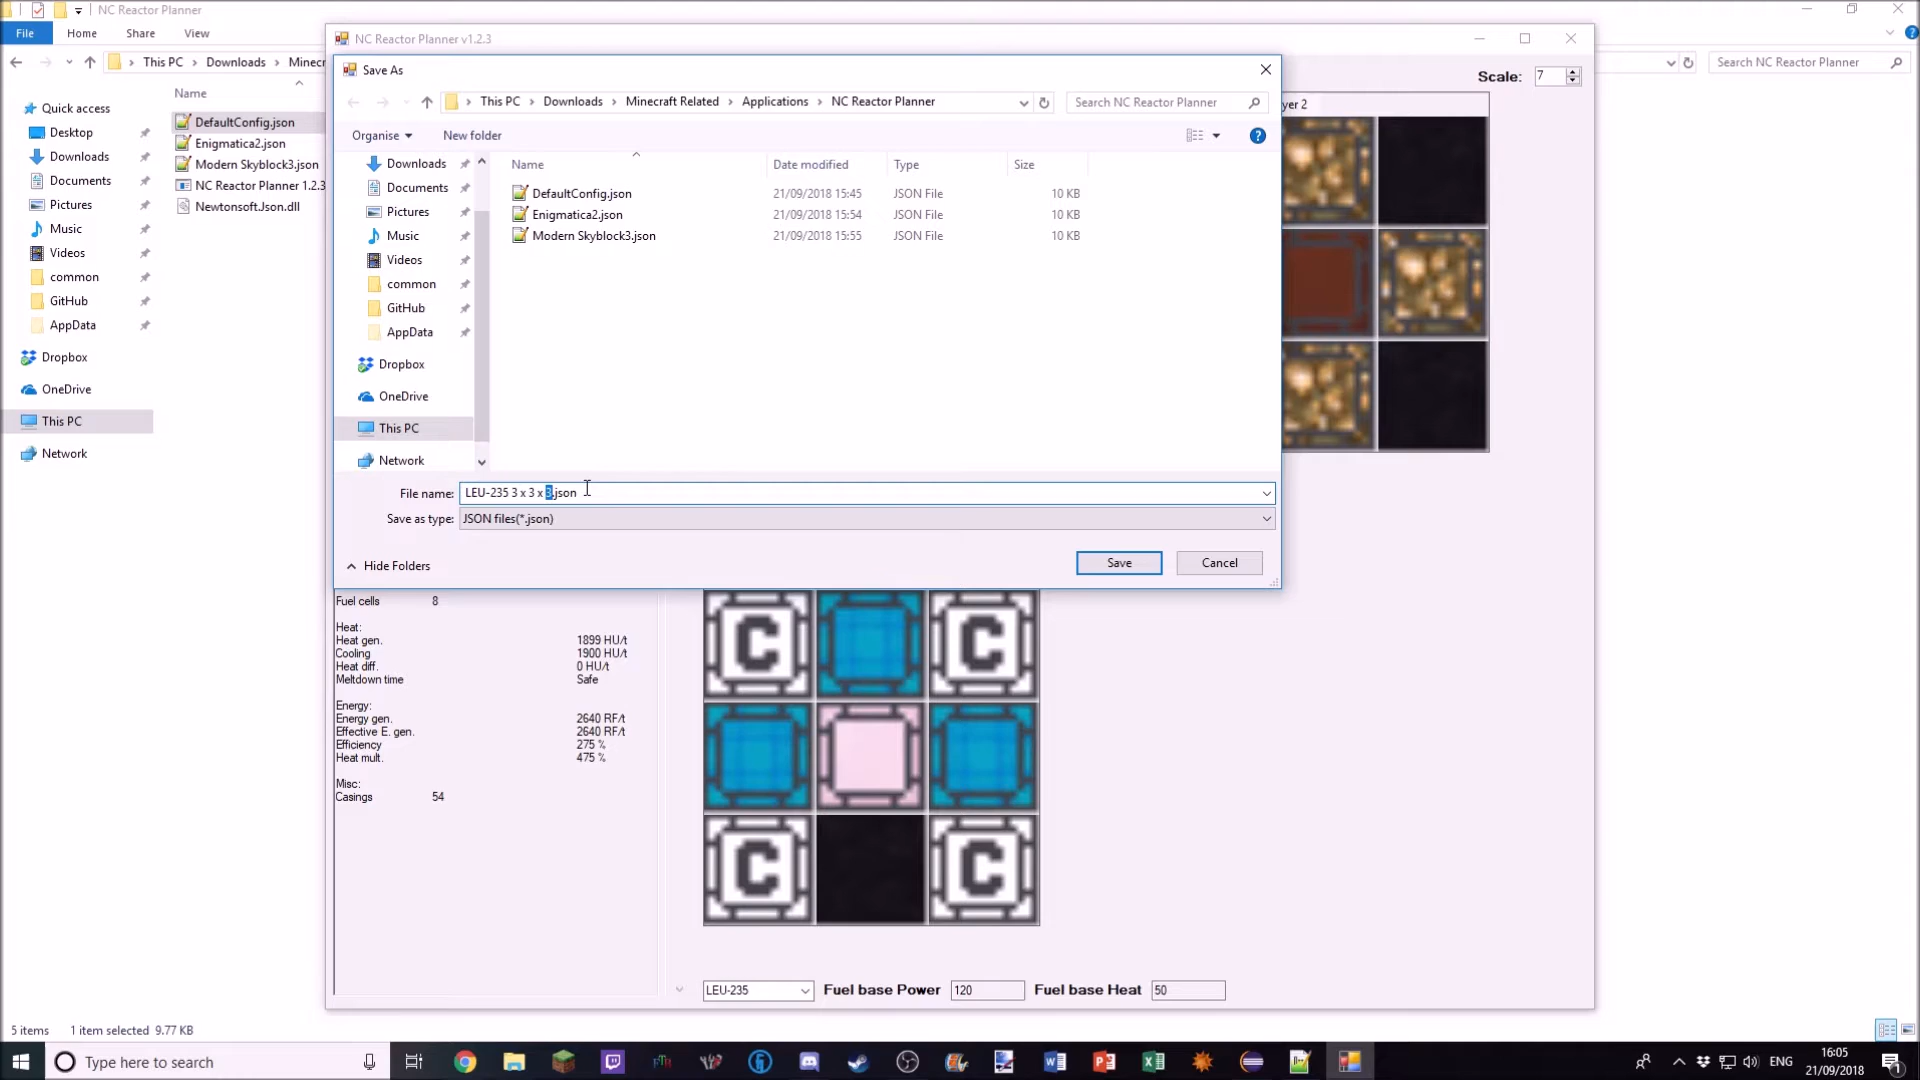 NC Reactor Planner
File Home Share View
This PC Downloads Minecr
Search NC Reactor Planner
Name
Quick access
Desktop
Downloads
Documents
Pictures
Music
Videos
common
GitHub
AppData
Dropbox
OneDrive
This PC
Network
DefaultConfig.json
Enigmatica2.json
Modern Skyblock3.json
NC Reactor Planner 1.2.3
Newtonsoft.Json.dll
NC Reactor Planner v1.2.3
Scale: 7
yer 2
Save As
This PC Downloads Minecraft Related Applications NC Reactor Planner
Search NC Reactor Planner
Organise New folder
Downloads
Documents
Pictures
Music
Videos
common
GitHub
AppData
Dropbox
OneDrive
This PC
Network
Name Date modified Type Size
DefaultConfig.json 21/09/2018 15:45 JSON File 10 KB
Enigmatica2.json 21/09/2018 15:54 JSON File 10 KB
Modern Skyblock3.json 21/09/2018 15:55 JSON File 10 KB
File name: LEU-235 3 x 3 x 3.json
Save as type: JSON files(*.json)
Hide Folders
Save Cancel
Fuel cells 8
Heat:
Heat gen. 1899 HU/t
Cooling 1900 HU/t
Heat diff. 0 HU/t
Meltdown time Safe
Energy:
Energy gen. 2640 RF/t
Effective E. gen. 2640 RF/t
Efficiency 275 %
Heat mult. 475 %
Misc:
Casings 54
C C
C C
LEU-235 Fuel base Power 120 Fuel base Heat 50
5 items 1 item selected 9.77 KB
Type here to search
ENG
16:05
21/09/2018
1